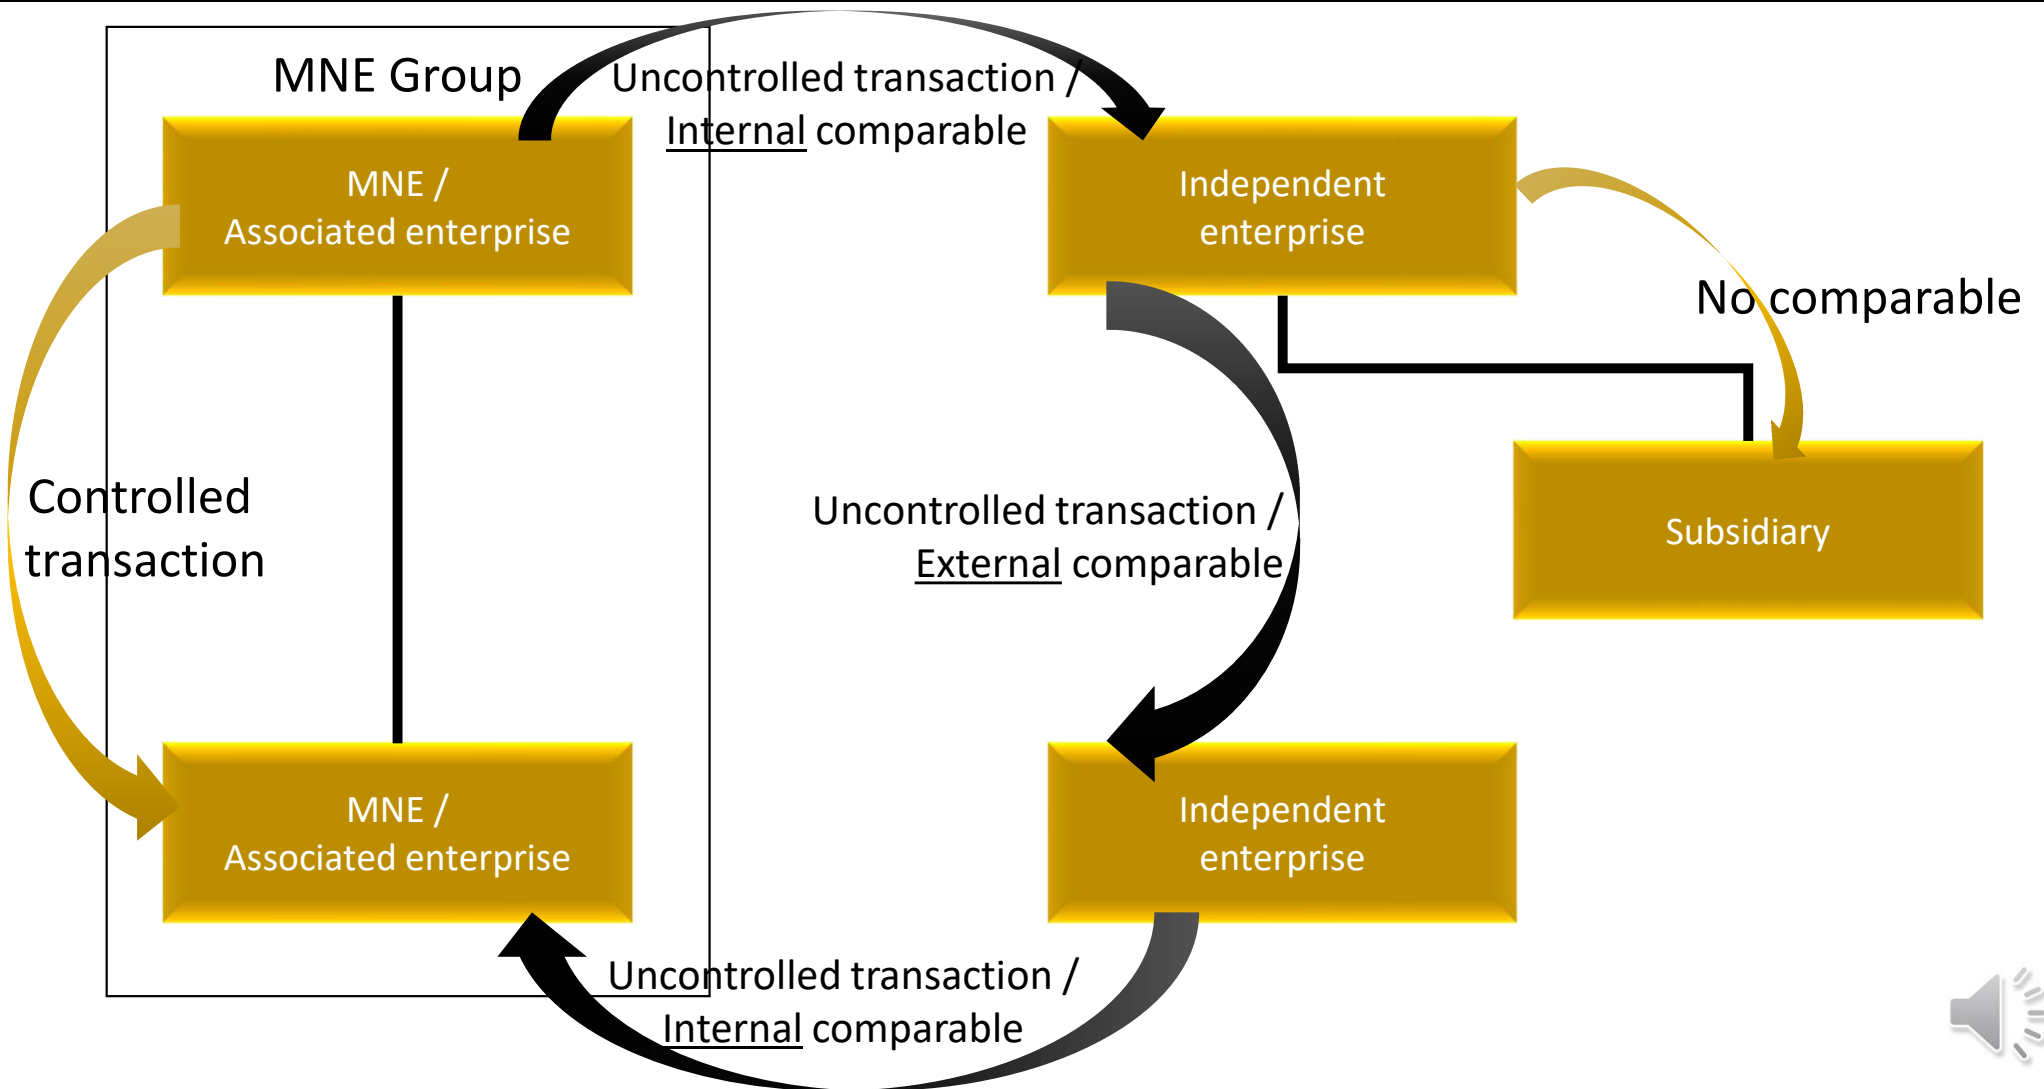 MNE Group
Uncontrolled transaction /
Internal comparable
MNE /
Associated enterprise
Independent
enterprise
No comparable
Controlled
transaction
Uncontrolled transaction /
External comparable
Subsidiary
MNE /
Associated enterprise
Independent
enterprise
Uncontrolled transaction /
Internal comparable